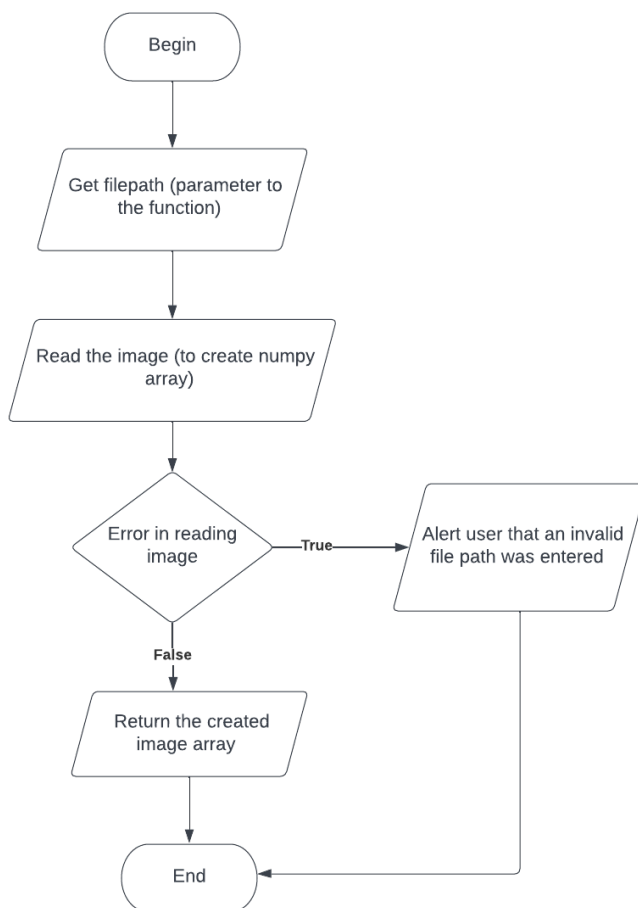 Begin
Get filepath (parameter to
the function)
Read the image (to create numpy
array)
Error in reading
image
True
Alert user that an invalid
file path was entered
False
Return the created
image array
End